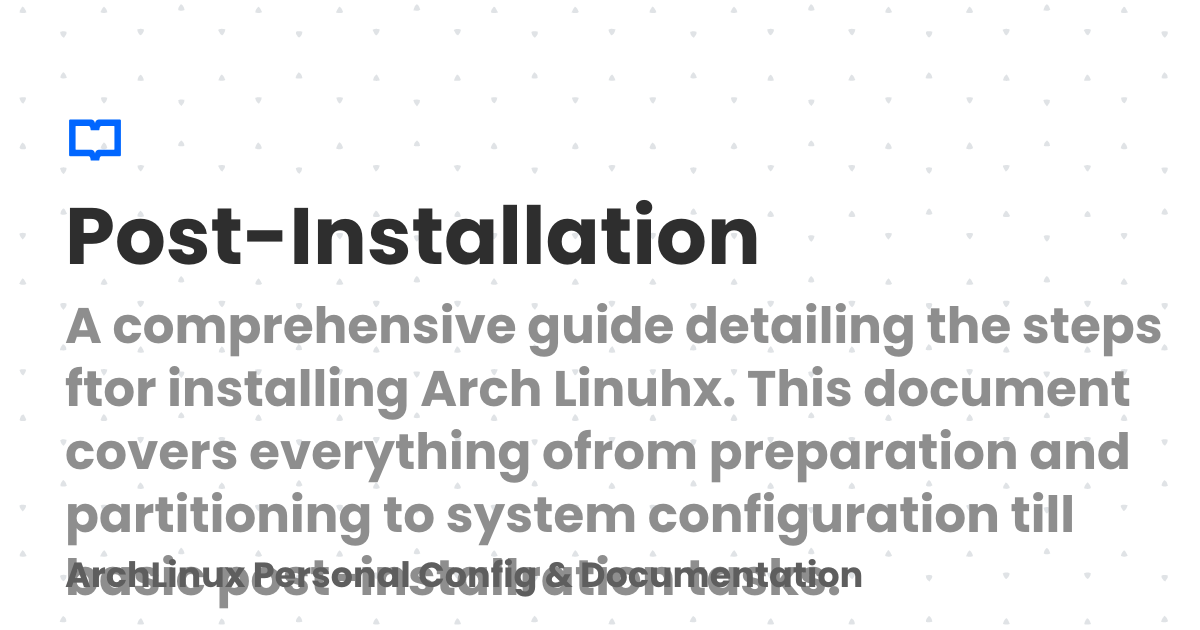 Post-Installation
A comprehensive guide detailing the steps
ftor installing Arch Linuhx. This document
covers everything ofrom preparation and
partitioning to system configuration till
basic post-installration tasks.
ArchLinux Personal Config & Documentation